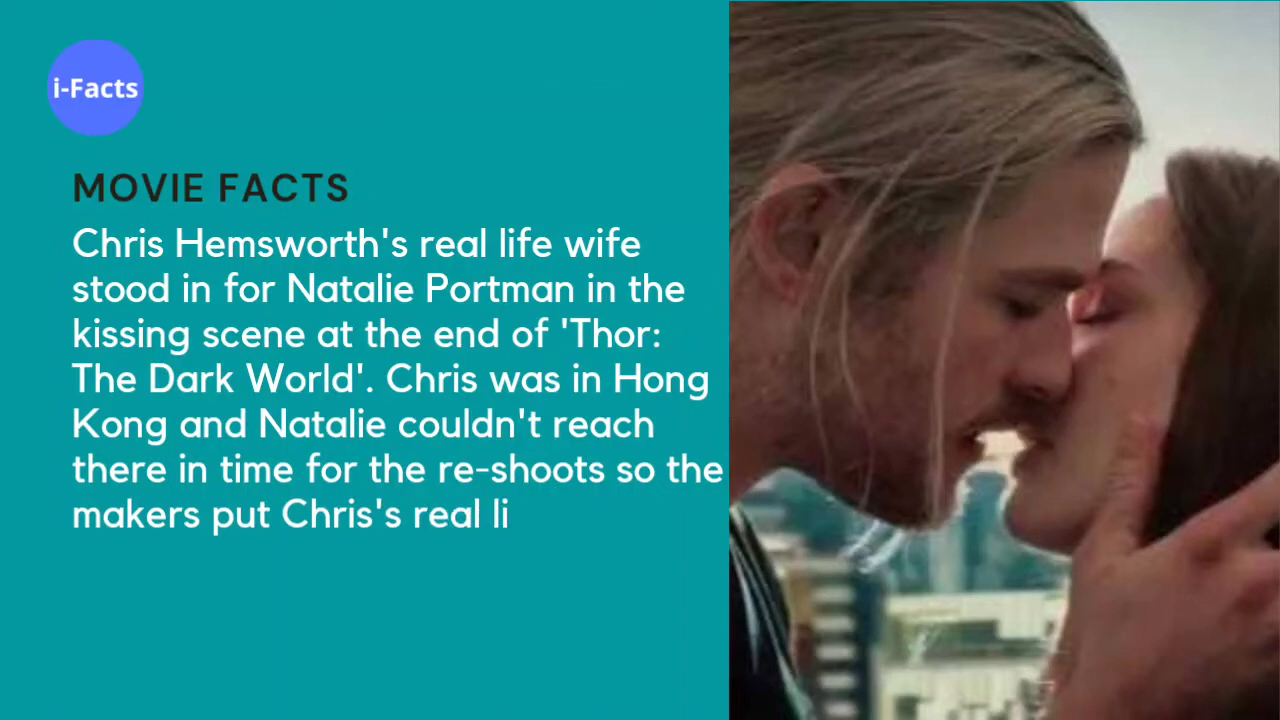 i-Facts
MOVIE FACTS
Chris Hemsworth's real life wife
stood in for Natalie Portman in the
kissing scene at the end of 'Thor:
The Dark World'. Chris was in Hong
Kong and Natalie couldn't reach
there in time for the re-shoots so the
makers put Chris's real li